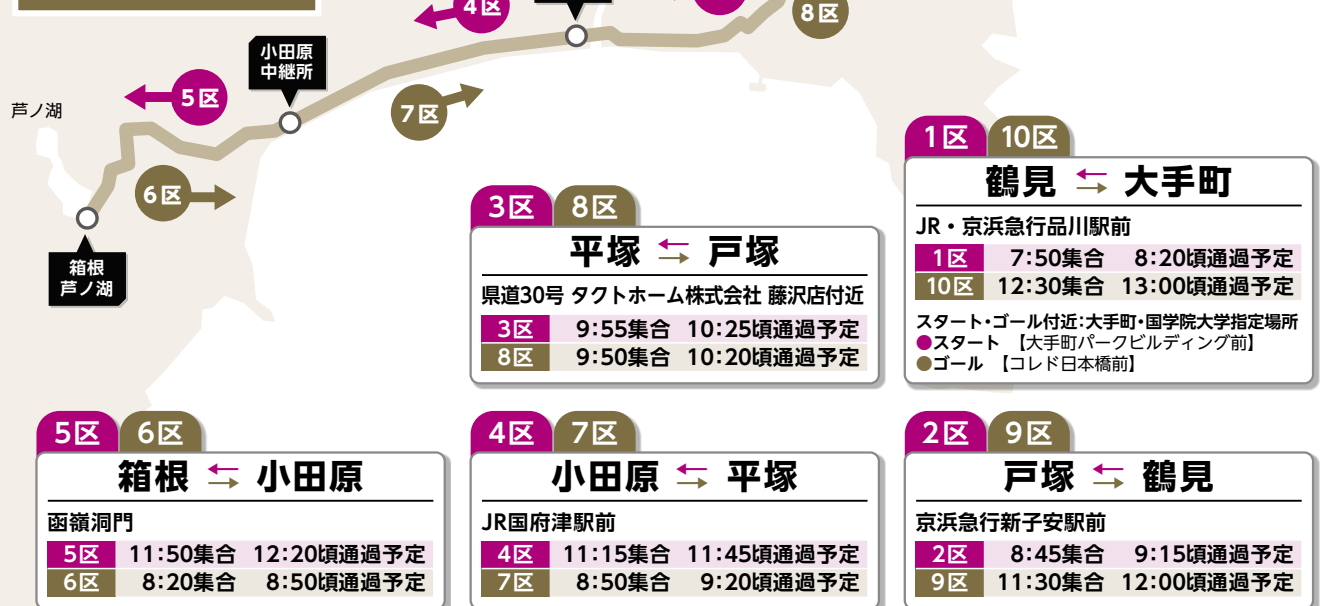 4区
8区
小田原
中継所
5区
7区
芦ノ湖
6区
箱根
芦ノ湖
1区 10区
鶴見 大手町
JR・京浜急行品川駅前
1区 7:50集合 8:20頃通過予定
10区 12:30集合 13:00頃通過予定
スタート・ゴール付近:大手町・国学院大学指定場所
●スタート 【大手町パークビルディング前】
●ゴール 【コレド日本橋前】
3区 8区
平塚 戸塚
県道30号 タクトホーム株式会社 藤沢店付近
3区 9:55集合 10:25頃通過予定
8区 9:50集合 10:20頃通過予定
5区 6区
箱根 小田原
函嶺洞門
5区 11:50集合 12:20頃通過予定
6区 8:20集合 8:50頃通過予定
4区 7区
小田原 平塚
JR国府津駅前
4区 11:15集合 11:45頃通過予定
7区 8:50集合 9:20頃通過予定
2区 9区
戸塚 鶴見
京浜急行新子安駅前
2区 8:45集合 9:15頃通過予定
9区 11:30集合 12:00頃通過予定